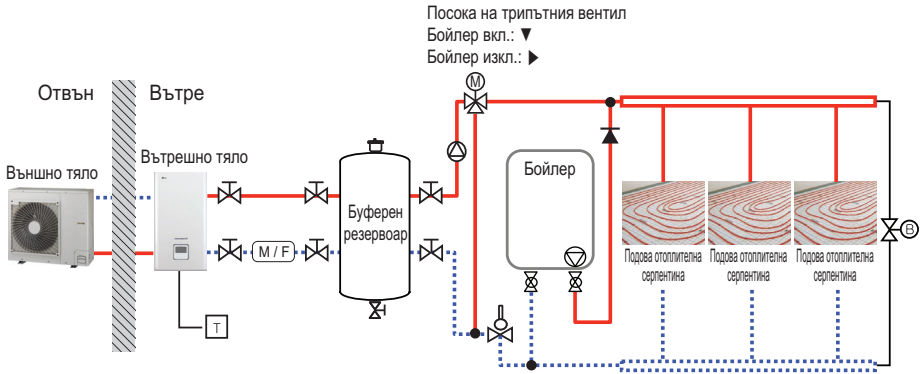 Посока на трипътния вентил
Бойлер вкл.: ▼
Бойлер изкл.: ▶
M
Отвън
Вътре
Външно тяло
Вътрешно тяло
Буферен
резервоар
Бойлер
M / F
T
B
Подова отоплителна
серпентина
Подова отоплителна
серпентина
Подова отоплителна
серпентина